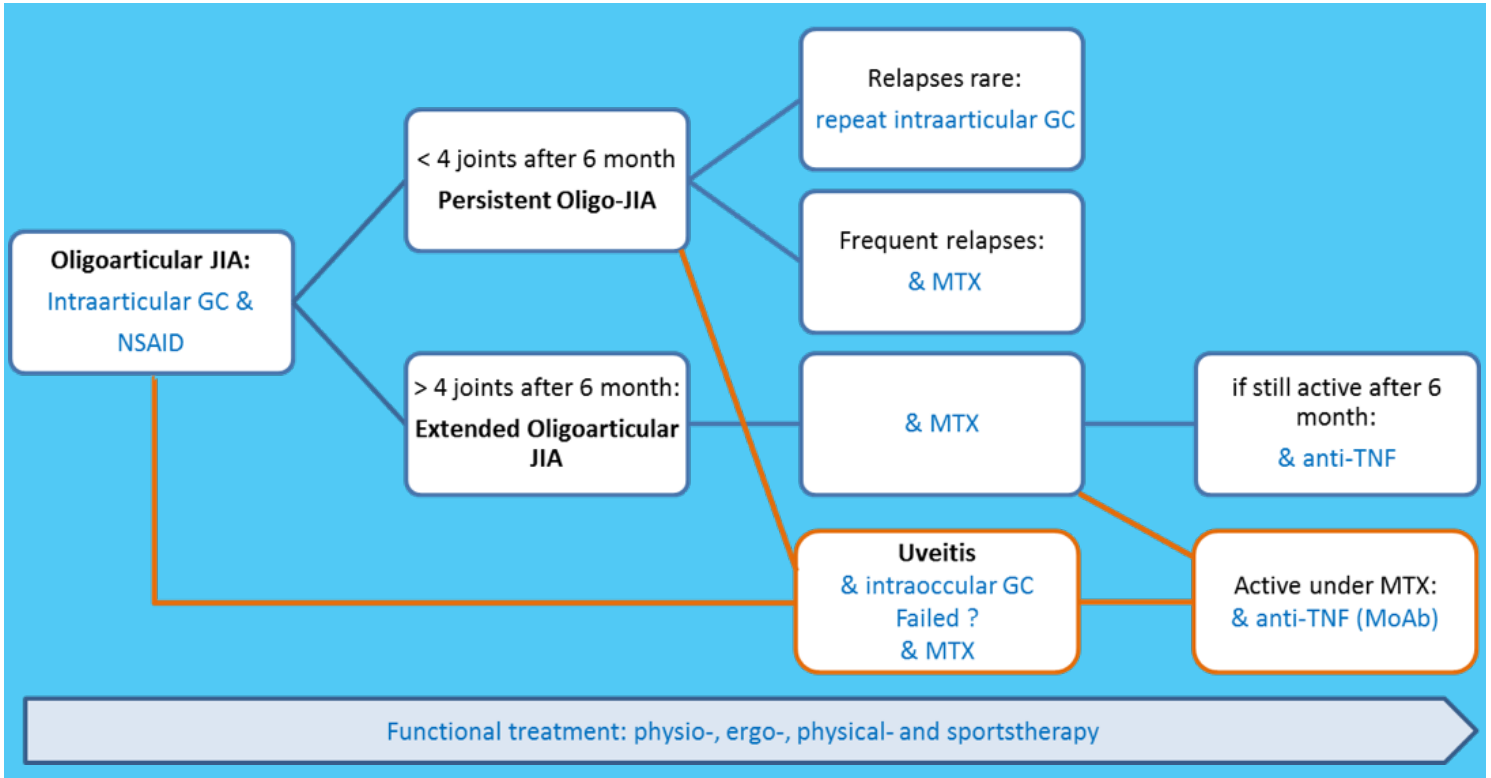 Oligoarticular JIA:
Intraarticular GC &
NSAID
< 4 joints after 6 month
Persistent Oligo-JIA
> 4 joints after 6 month:
Extended Oligoarticular
JIA
Relapses rare:
repeat intraarticular GC
Frequent relapses:
& MTX
& MTX
if still active after 6
month:
& anti-TNF
Uveitis
& intraoccular GC
Failed ?
& MTX
Active under MTX:
& anti-TNF (MoAb)
Functional treatment: physio-, ergo-, physical- and sportstherapy